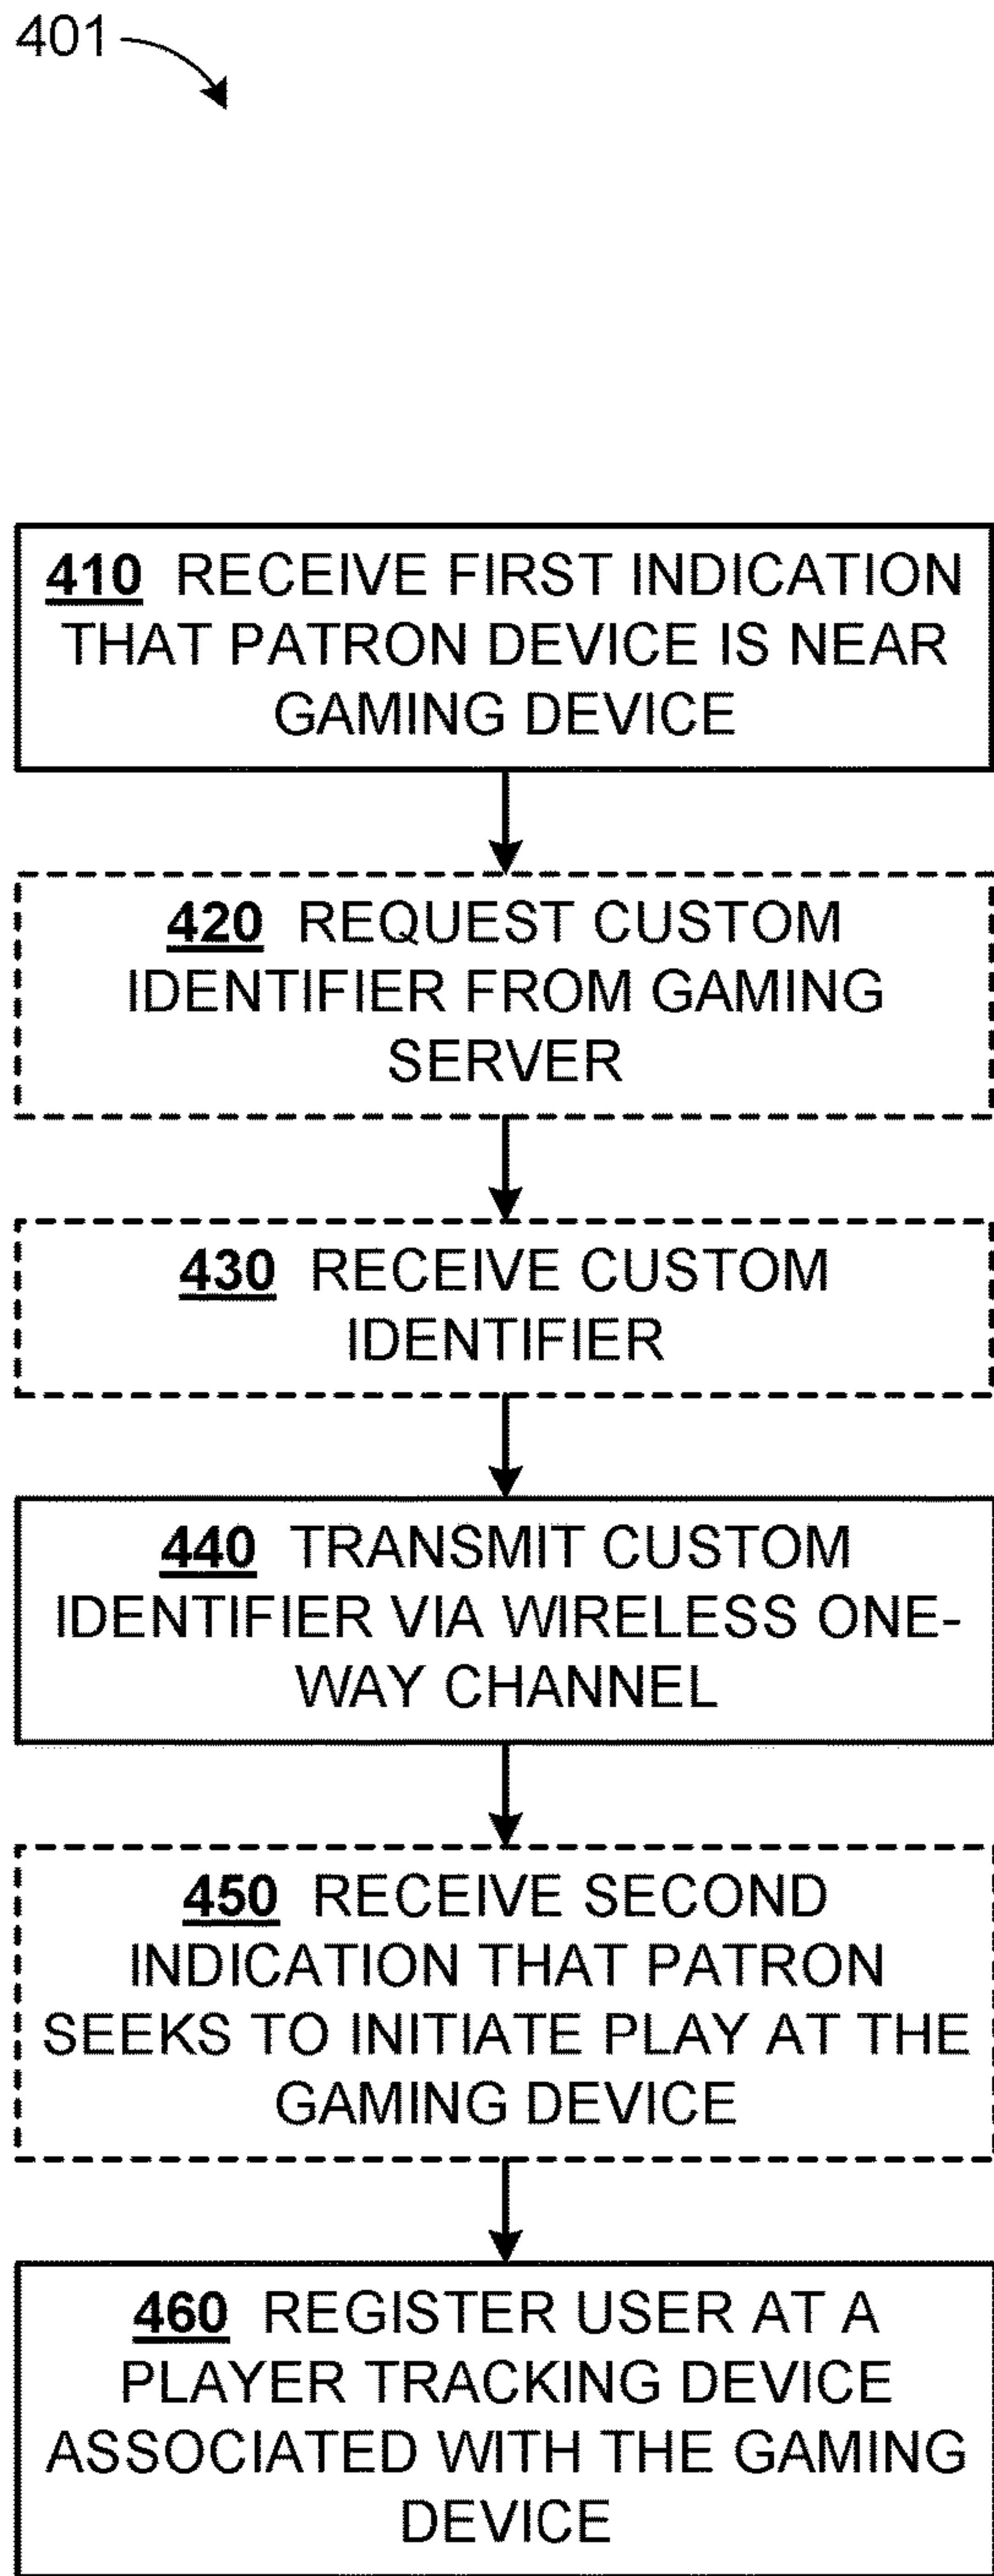 401
410 RECEIVE FIRST INDICATION
THAT PATRON DEVICE IS NEAR
GAMING DEVICE
420 REQUEST CUSTOM
IDENTIFIER FROM GAMING
SERVER
430 RECEIVE CUSTOM
IDENTIFIER
440 TRANSMIT CUSTOM
IDENTIFIER VIA WIRELESS ONE-
WAY CHANNEL
450 RECEIVE SECOND
INDICATION THAT PATRON
SEEKS TO INITIATE PLAY AT THE
GAMING DEVICE
460 REGISTER USER AT A
PLAYER TRACKING DEVICE
ASSOCIATED WITH THE GAMING
DEVICE